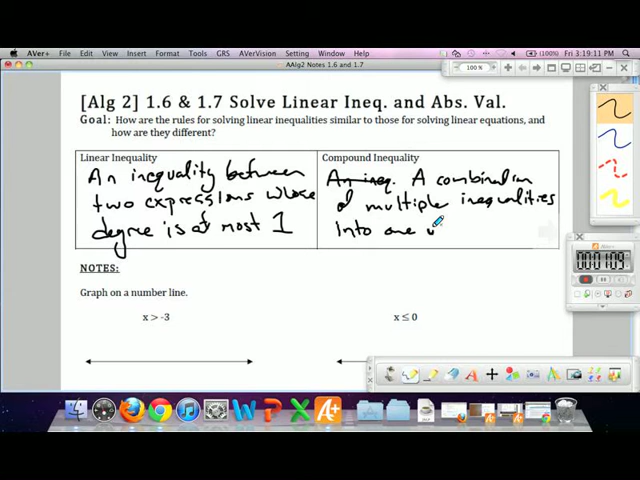 AVer+ File Edit View Insert Format Tools GRS AVerVision Setting Window Help (100%) Fri 3:19:11 PM
AAlg2 Notes 1.6 and 1.7
100 %
[Alg 2] 1.6 & 1.7 Solve Linear Ineq. and Abs. Val.
Goal: How are the rules for solving linear inequalities similar to those for solving linear equations, and
how are they different?
Linear Inequality
An inequality between
two expressions whose
degree is at most 1
Compound Inequality
An ineq. A combination
of multiple inequalities
into one
00:01:09
NOTES:
Graph on a number line.
x > -3
x ≤ 0